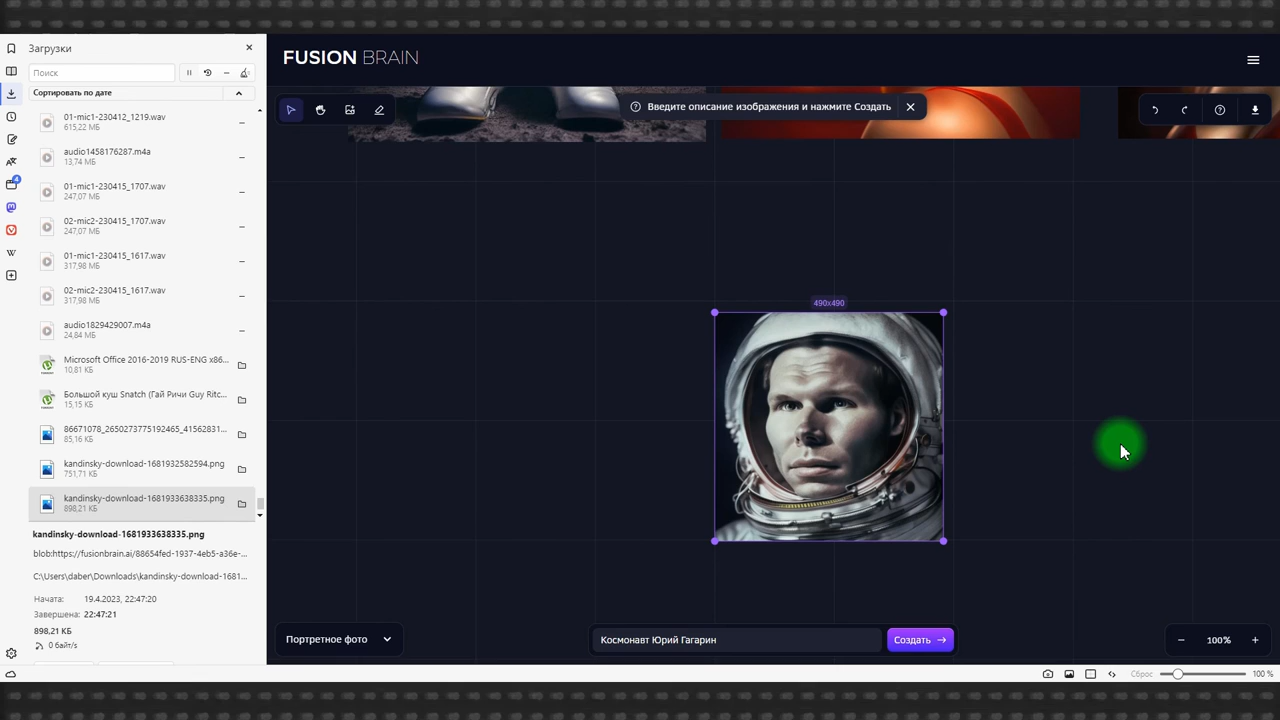 Загрузки
Поиск
Сортировать по дате
01-mic1-230412_1219.wav
615,22 МБ
audio1458176287.m4a
13,74 МБ
01-mic1-230415_1707.wav
247,07 МБ
02-mic2-230415_1707.wav
247,07 МБ
01-mic1-230415_1617.wav
317,98 МБ
02-mic2-230415_1617.wav
317,98 МБ
audio1829429007.m4a
24,84 МБ
Microsoft Office 2016-2019 RUS-ENG x86...
10,81 КБ
Большой куш Snatch (Гай Ричи Guy Ritc...
15,15 КБ
86671078_2650273775192465_41562831...
85,16 КБ
kandinsky-download-1681932582594.png
751,71 КБ
kandinsky-download-1681933638335.png
898,21 КБ
kandinsky-download-1681933638335.png
blob:https://fusionbrain.ai/88654fed-1937-4eb5-a36e-...
C:\Users\daber\Downloads\kandinsky-download-1681...
Начата: 19.4.2023, 22:47:20
Завершена: 22:47:21
898,21 КБ
0 байт/s
4
W
FUSION BRAIN
Введите описание изображения и нажмите Создать
490x490
Портретное фото
Космонавт Юрий Гагарин
Создать
100%
Сброс
100 %